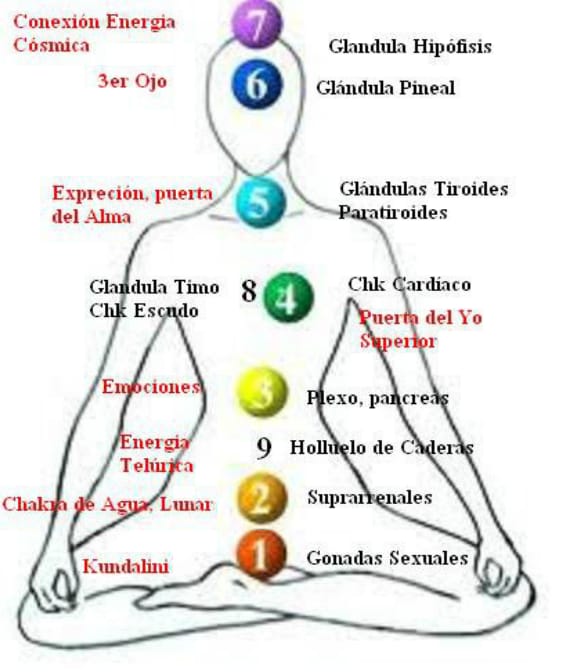 Conexión Energia
Cósmica
7
Glandula Hipófisis
3er Ojo
6
Glándula Pineal
Expreción, puerta
del Alma
5
Glándulas Tiroides
Paratiroides
Glandula Timo
Chk Escudo
8
4
Chk Cardíaco
Puerta del Yo
Superior
Emociones
3
Plexo, pancreas
Energia
Telúrica
9
Holluelo de Caderas
Chakra de Agua, Lunar
2
Suprarrenales
Kundalini
1
Gonadas Sexuales